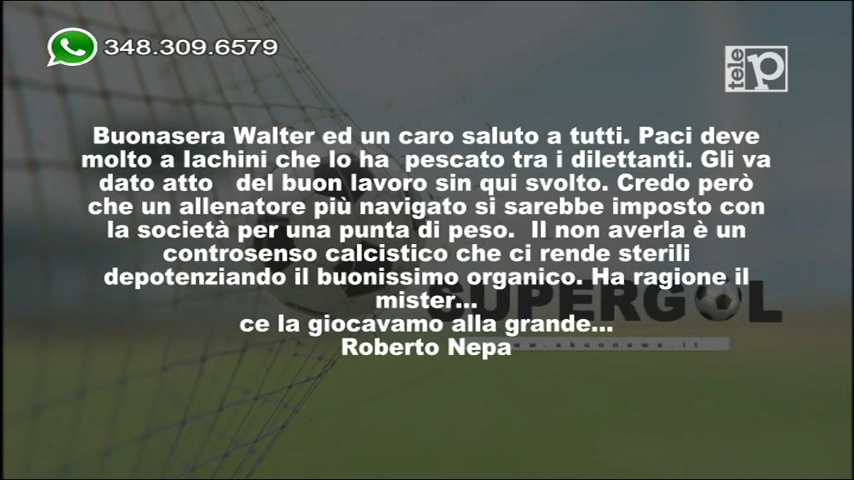 348.309.6579
tele p
Buonasera Walter ed un caro saluto a tutti. Paci deve
molto a Iachini che lo ha pescato tra i dilettanti. Gli va
dato atto del buon lavoro sin qui svolto. Credo però
che un allenatore più navigato si sarebbe imposto con
la società per una punta di peso. Il non averla è un
controsenso calcistico che ci rende sterili
depotenziando il buonissimo organico. Ha ragione il
mister...
SUPERGOL
ce la giocavamo alla grande...
Roberto Nepa
www.ekuonews.it